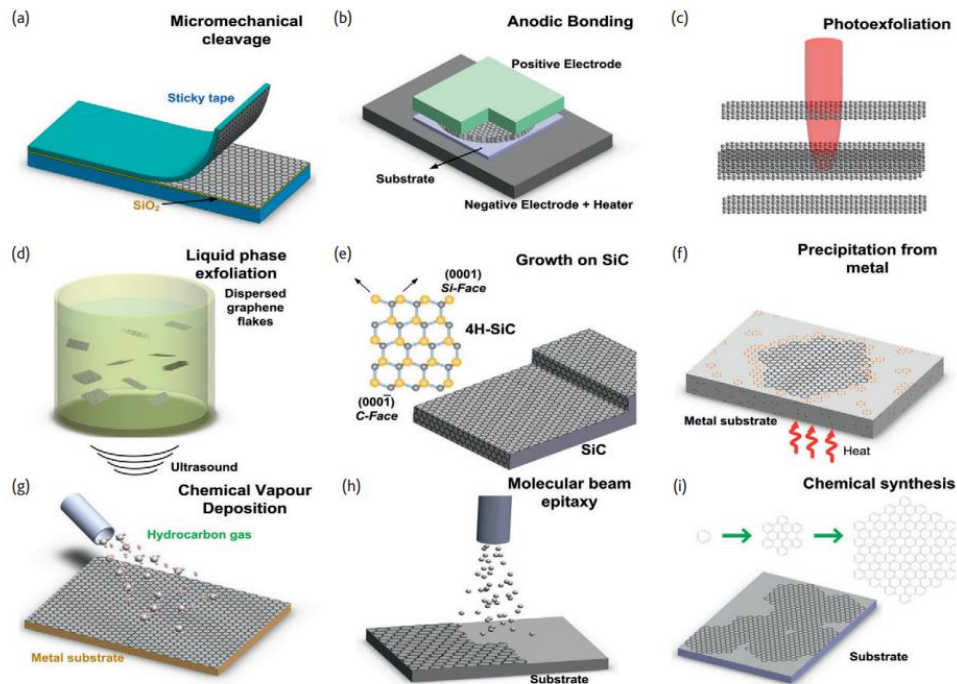 (a)
Micromechanical
cleavage
Sticky tape
SiO₂
(b)
Anodic Bonding
Positive Electrode
Substrate
Negative Electrode + Heater
(c)
Photoexfoliation
(d)
Liquid phase
exfoliation
Dispersed
graphene
flakes
Ultrasound
(e)
Growth on SiC
(0001)
Si-Face
4H-SiC
(0001̄)
C-Face
SiC
(f)
Precipitation from
metal
Metal substrate
Heat
(g)
Chemical Vapour
Deposition
Hydrocarbon gas
Metal substrate
(h)
Molecular beam
epitaxy
Substrate
(i)
Chemical synthesis
Substrate